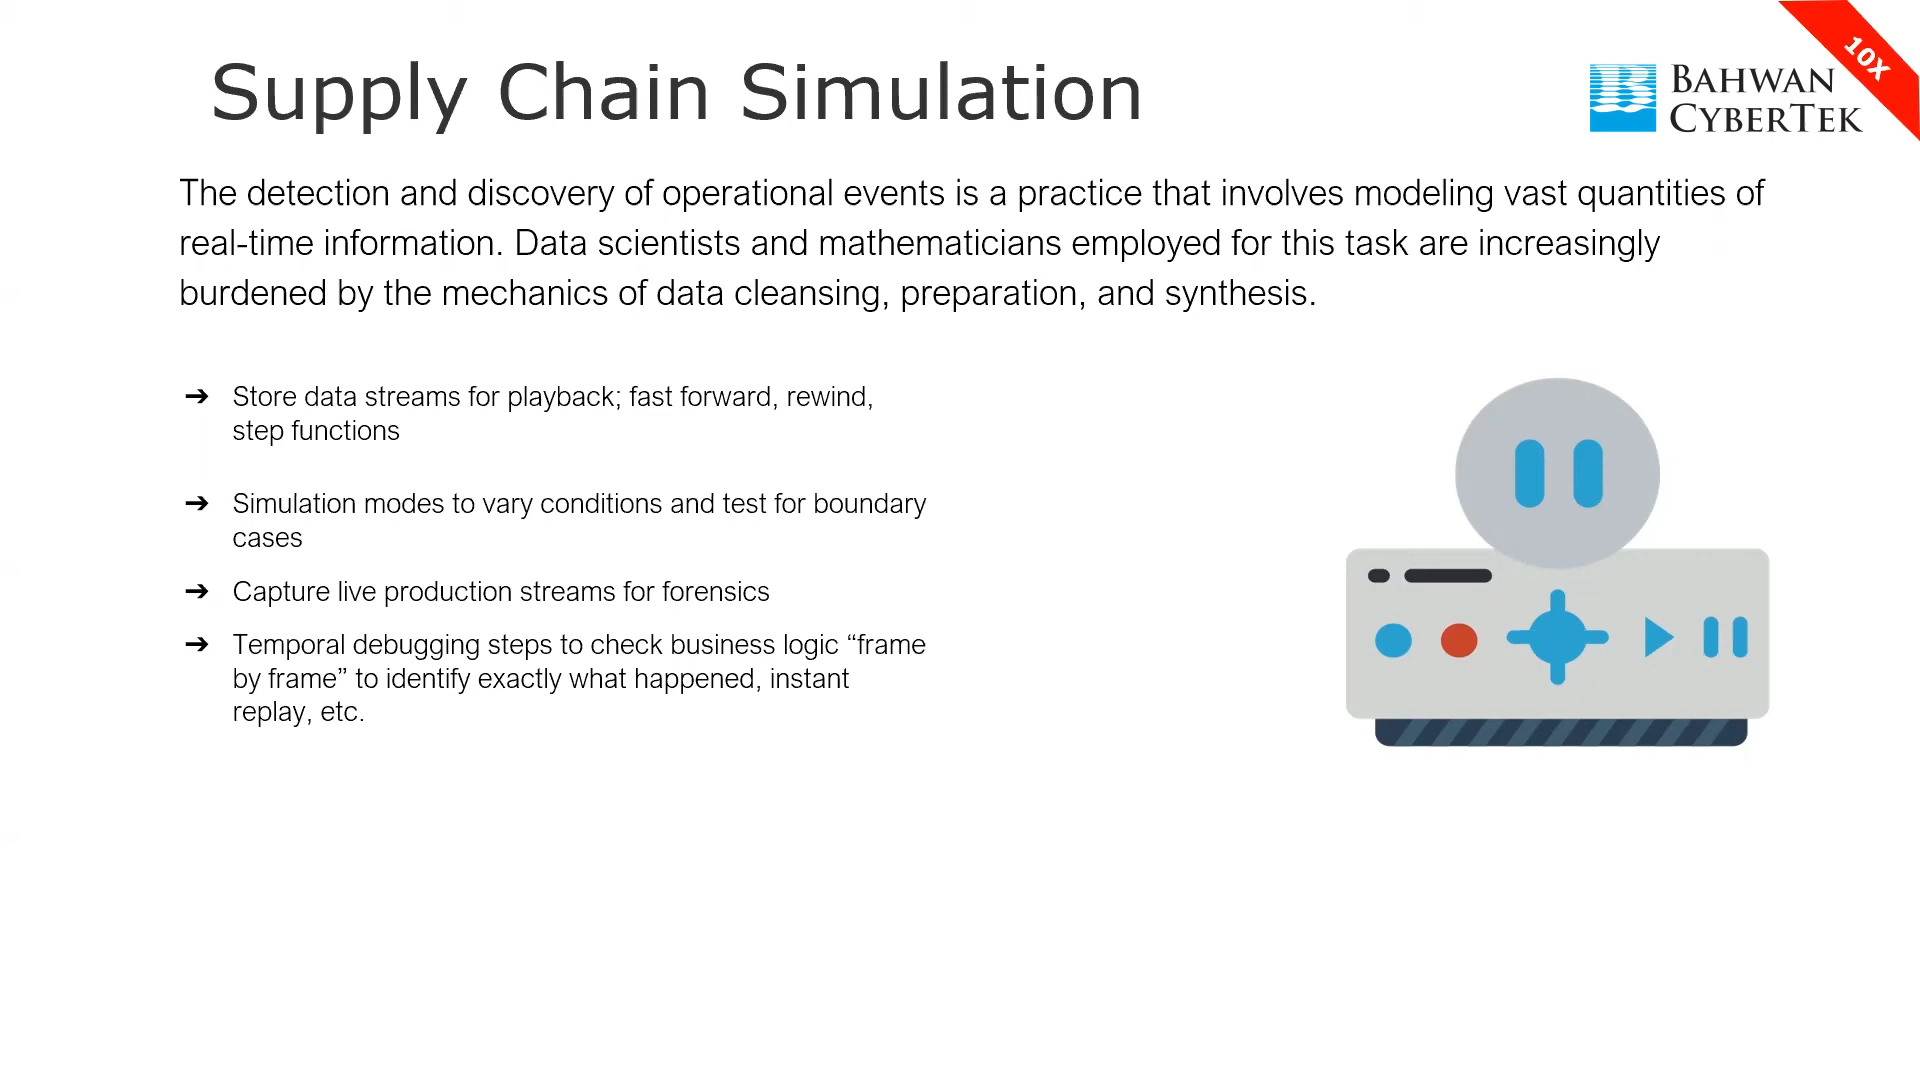 Supply Chain Simulation
10X
BAHWAN
CYBERTEK
The detection and discovery of operational events is a practice that involves modeling vast quantities of
real-time information. Data scientists and mathematicians employed for this task are increasingly
burdened by the mechanics of data cleansing, preparation, and synthesis.
➔ Store data streams for playback; fast forward, rewind,
step functions
➔ Simulation modes to vary conditions and test for boundary
cases
➔ Capture live production streams for forensics
➔ Temporal debugging steps to check business logic “frame
by frame” to identify exactly what happened, instant
replay, etc.